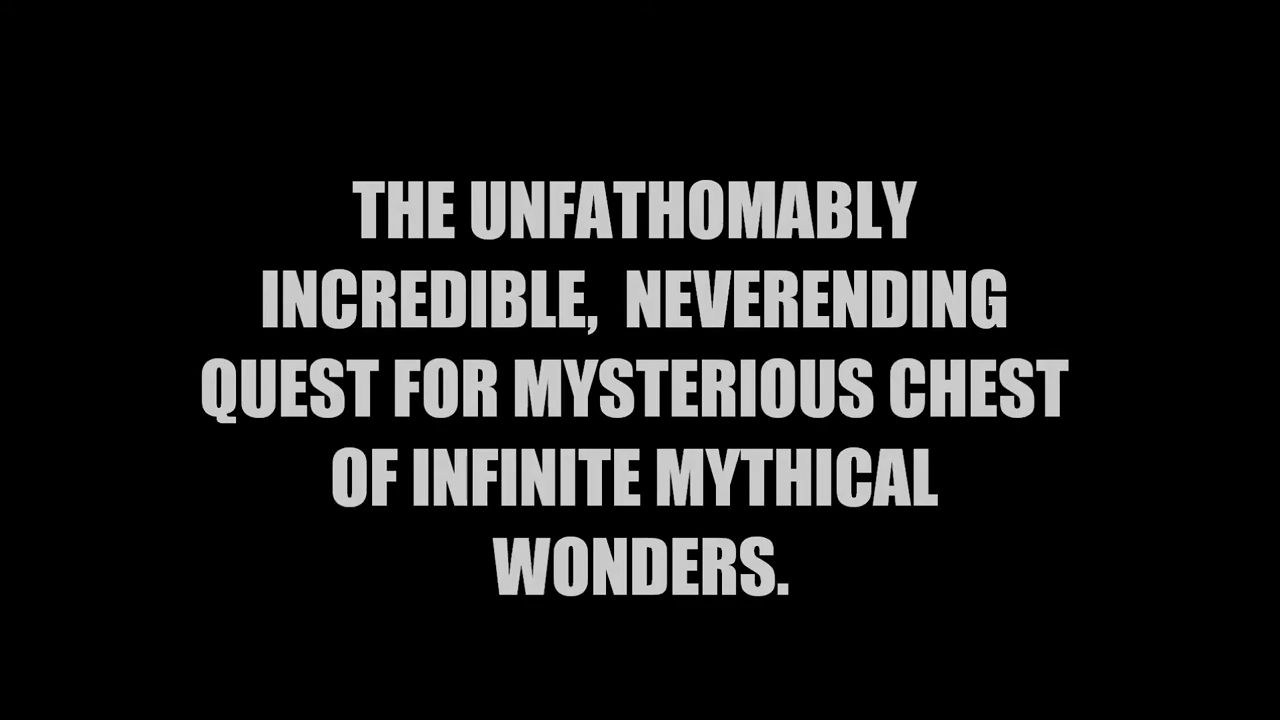 THE UNFATHOMABLY
INCREDIBLE,  NEVERENDING
QUEST FOR MYSTERIOUS CHEST
OF INFINITE MYTHICAL
WONDERS.